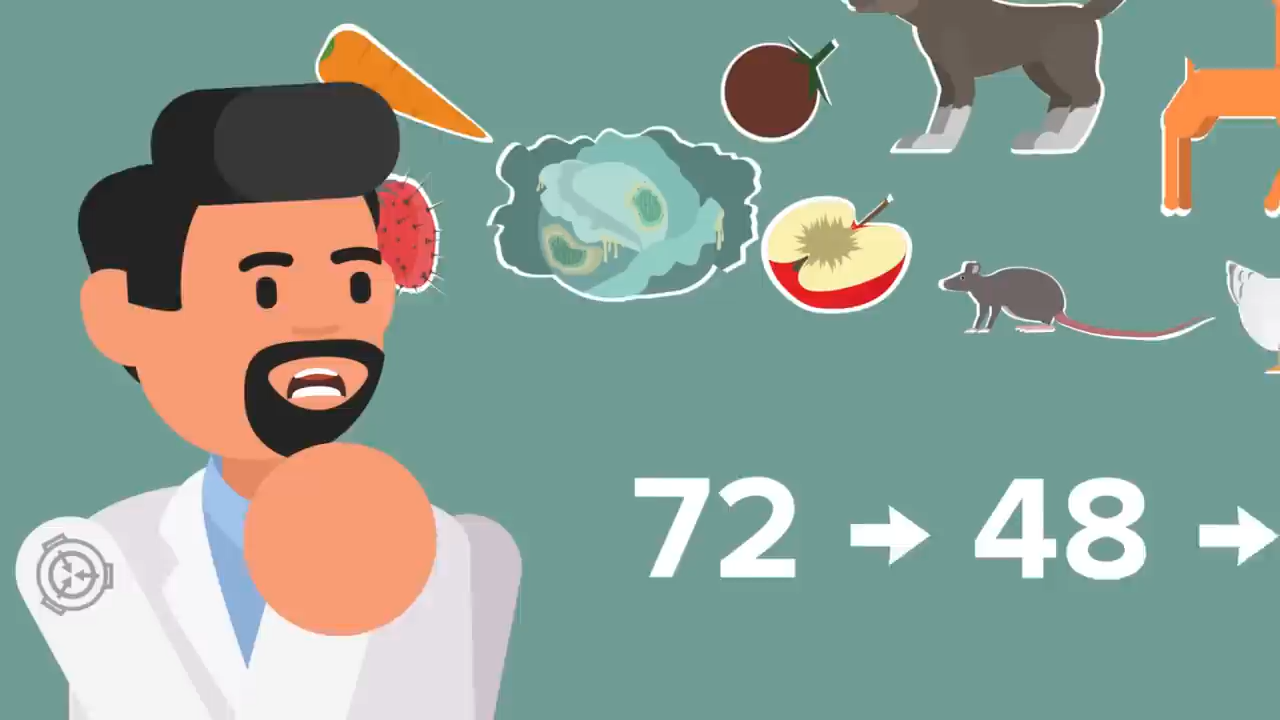 72 → 48 →